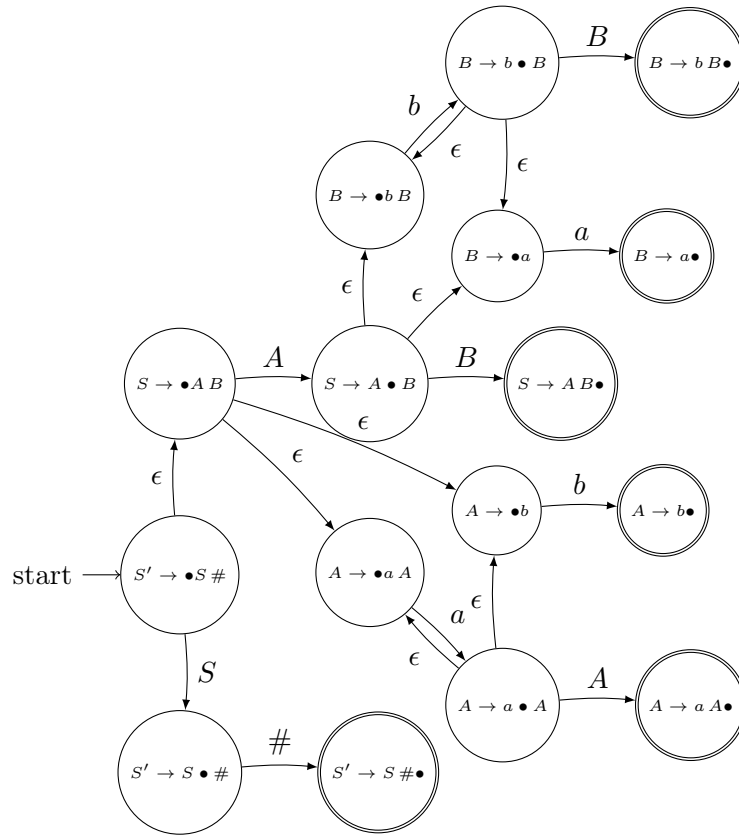 B → b • B
B
B → b B•
b
ϵ
ϵ
B → •b B
a
B → •a
B → a•
ϵ
ϵ
A
B
S → •A B
S → A • B
S → A B•
ϵ
ϵ
ϵ
b
A → •b
A → b•
start
S′ → •S #
A → •a A
a
ϵ
ϵ
S
A
A → a • A
A → a A•
#
S′ → S • #
S′ → S #•